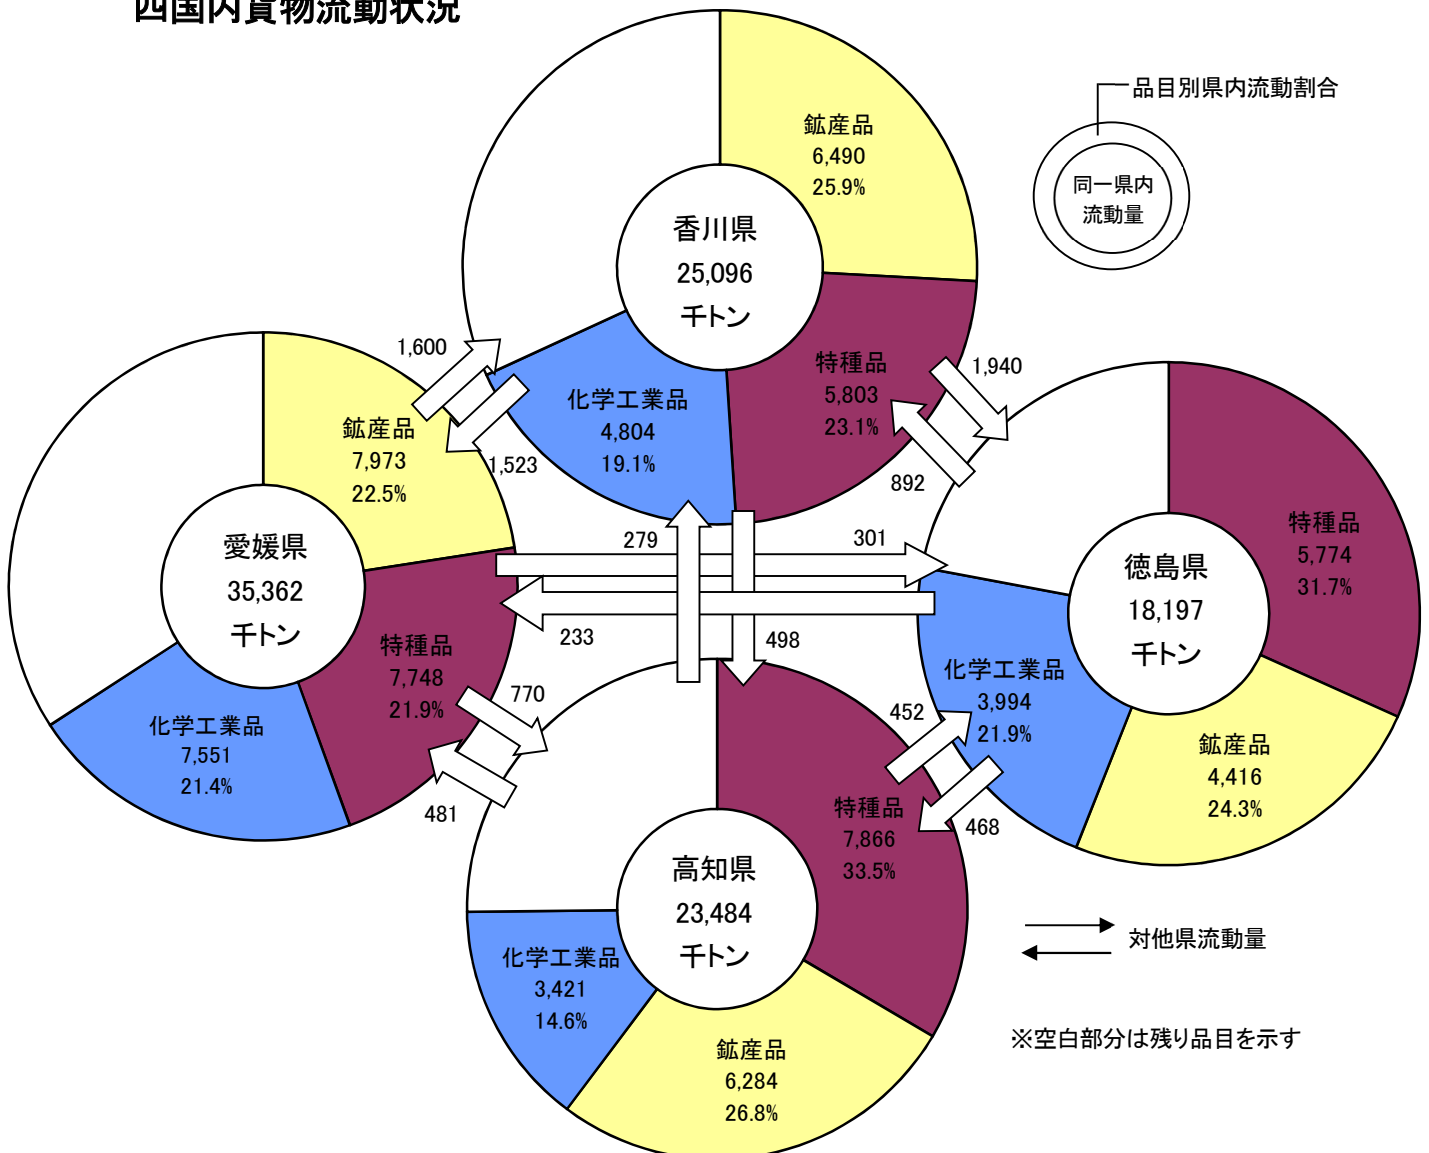 四国内貨物流動状況
品目別県内流動割合
同一県内
流動量
鉱産品
6,490
25.9%
香川県
25,096
千トン
特種品
5,803
23.1%
化学工業品
4,804
19.1%
1,600
1,523
1,940
892
鉱産品
7,973
22.5%
愛媛県
35,362
千トン
特種品
7,748
21.9%
化学工業品
7,551
21.4%
279
301
233
498
特種品
5,774
31.7%
徳島県
18,197
千トン
化学工業品
3,994
21.9%
鉱産品
4,416
24.3%
770
481
452
468
特種品
7,866
33.5%
高知県
23,484
千トン
化学工業品
3,421
14.6%
鉱産品
6,284
26.8%
対他県流動量
※空白部分は残り品目を示す